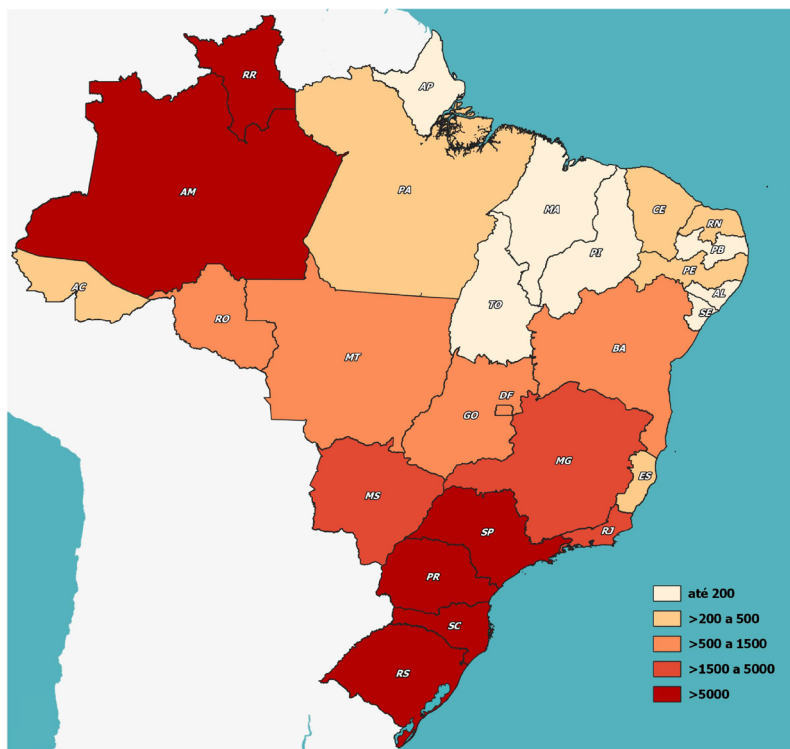 RR
AP
AM
PA
MA
CE
RN
PB
PI
PE
AC
AL
TO
SE
RO
BA
MT
DF
GO
MG
ES
MS
SP
RJ
PR
SC
RS
até 200
>200 a 500
>500 a 1500
>1500 a 5000
>5000